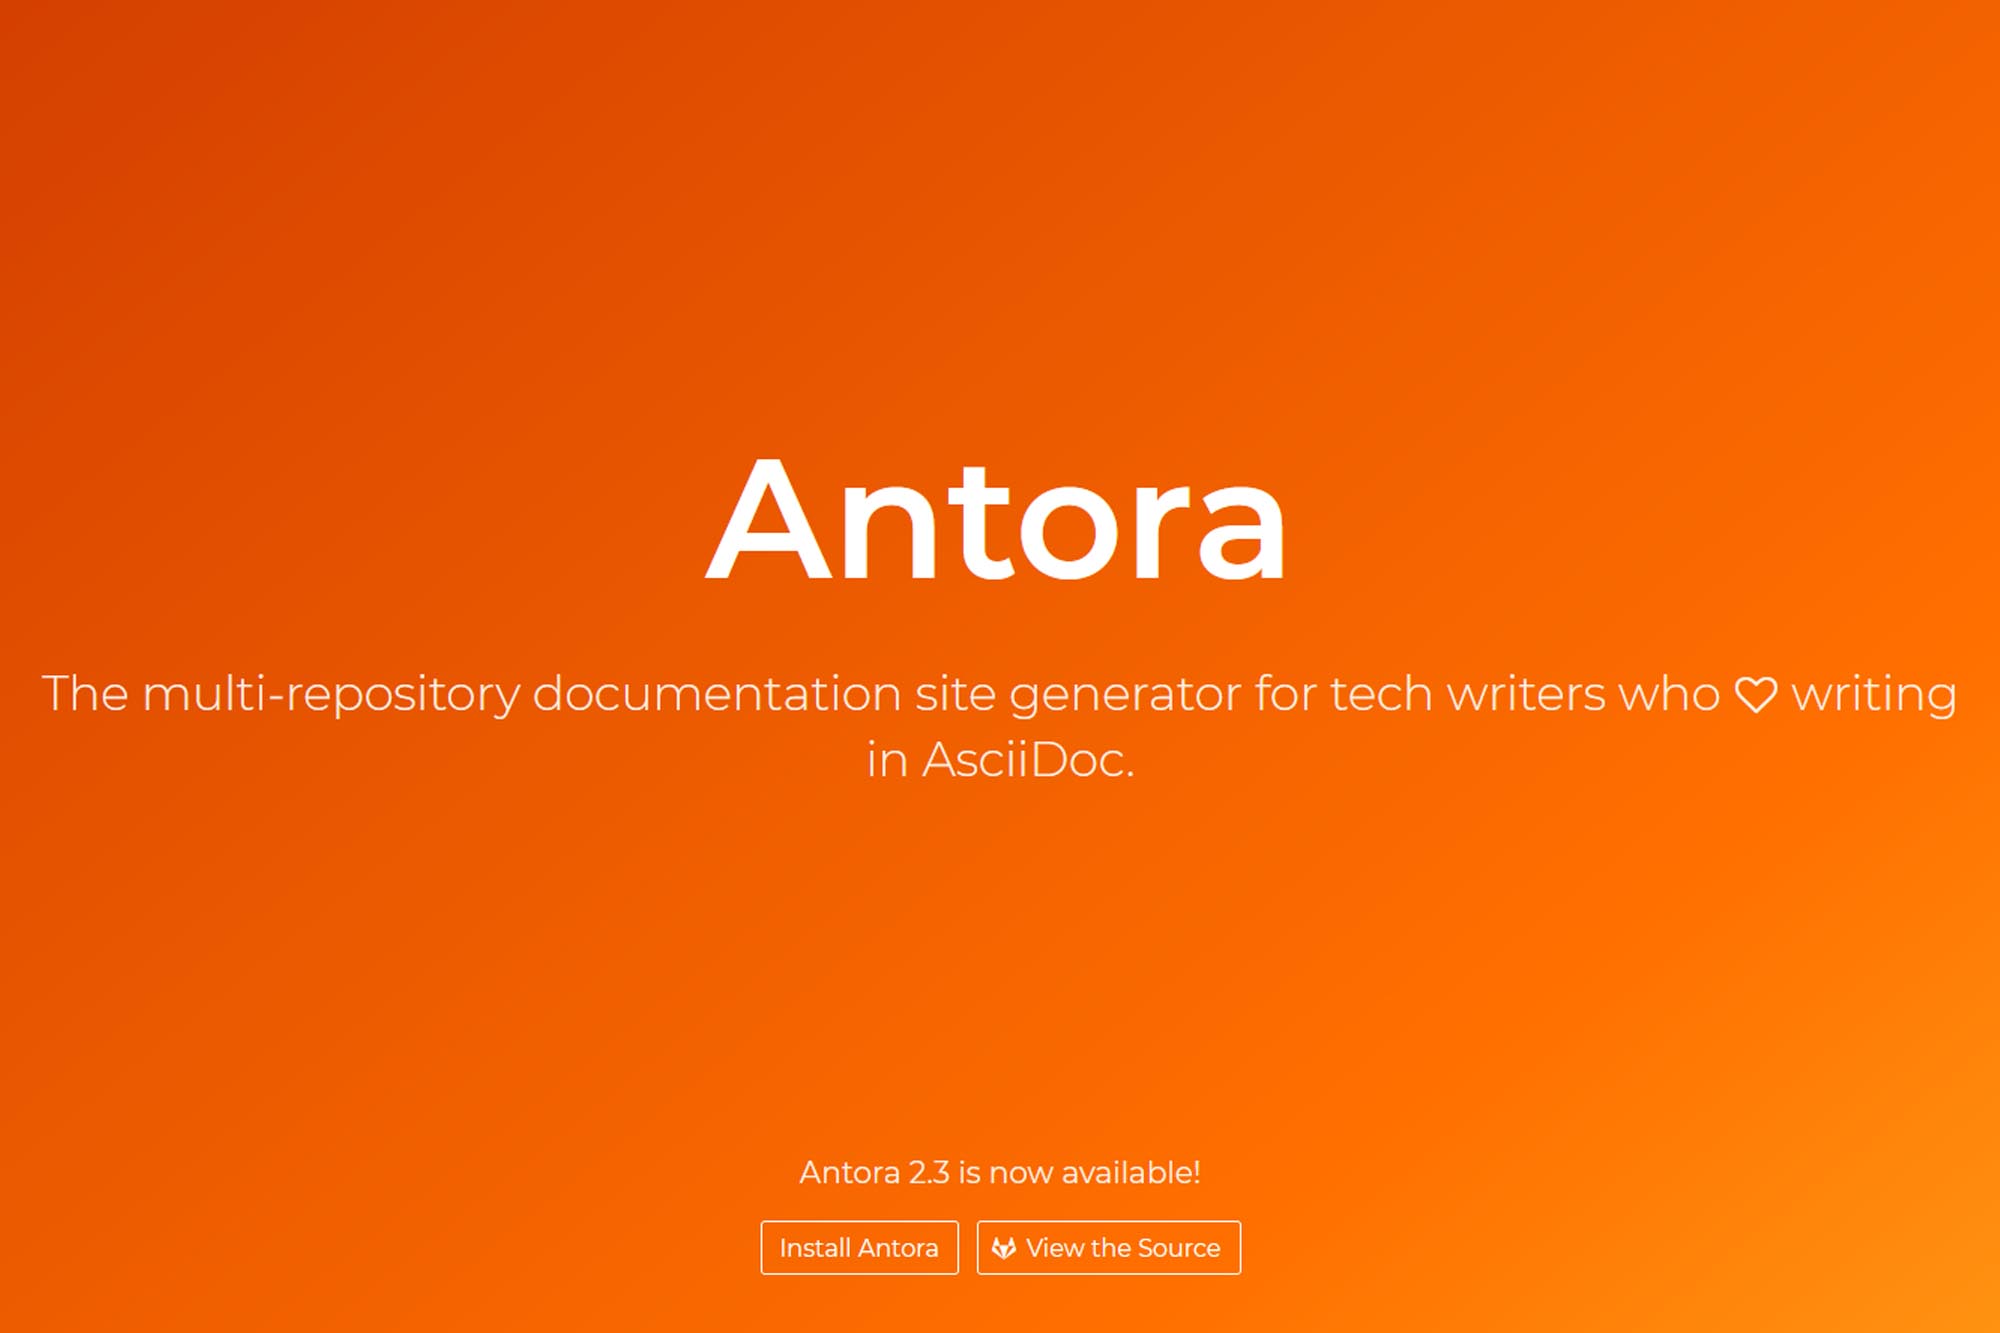 Antora
The multi-repository documentation site generator for tech writers who ♡ writing
in AsciiDoc.
Antora 2.3 is now available!
Install Antora
View the Source